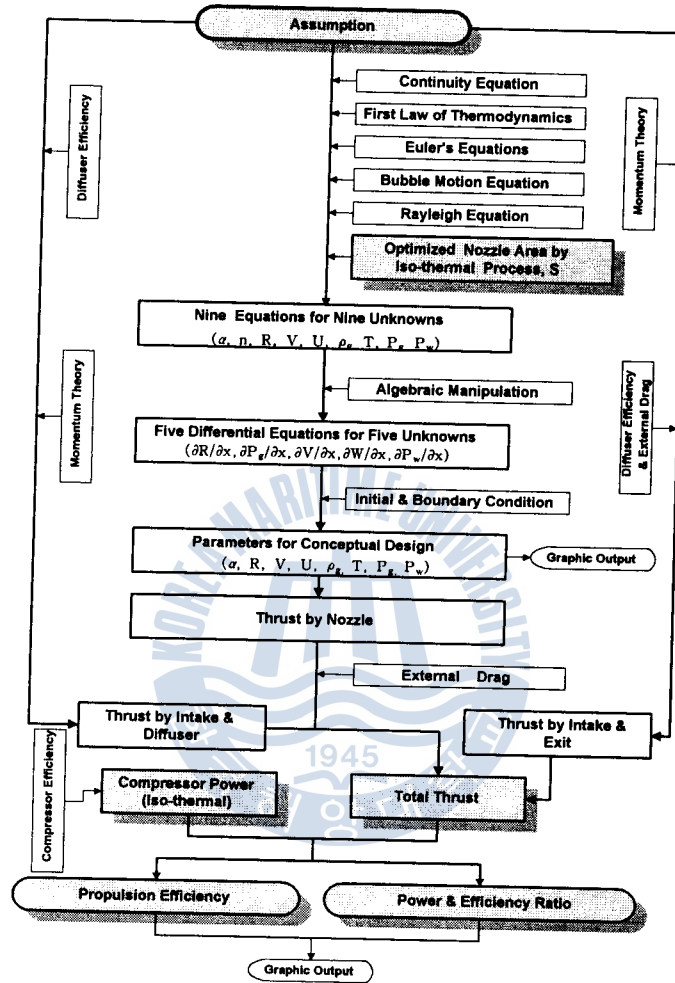 Assumption
Continuity Equation
First Law of Thermodynamics
Euler's Equations
Bubble Motion Equation
Rayleigh Equation
Optimized Nozzle Area by
Iso-thermal Process, S
Diffuser Efficiency
Momentum Theory
Nine Equations for Nine Unknowns
(α, n, R, V, U, ρg, T, Pg, Pw)
Algebraic Manipulation
Momentum Theory
Diffuser Efficiency
& External Drag
Five Differential Equations for Five Unknowns
(∂R/∂x, ∂Pg/∂x, ∂V/∂x, ∂W/∂x, ∂Pw/∂x)
Initial & Boundary Condition
Parameters for Conceptual Design
(α, R, V, U, ρg, T, Pg, Pw)
Graphic Output
Thrust by Nozzle
External Drag
Thrust by Intake &
Diffuser
Thrust by Intake &
Exit
Compressor Efficiency
Compressor Power
(Iso-thermal)
Total Thrust
Propulsion Efficiency
Power & Efficiency Ratio
Graphic Output
KOREA MARITIME UNIVERSITY
1945